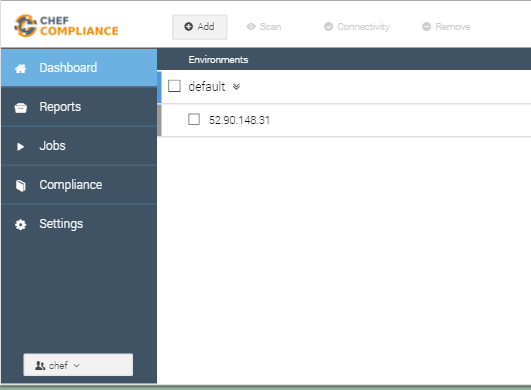 CHEF
COMPLIANCE
Add Scan Connectivity Remove
Environments
Dashboard
default
Reports
52.90.148.31
Jobs
Compliance
Settings
chef